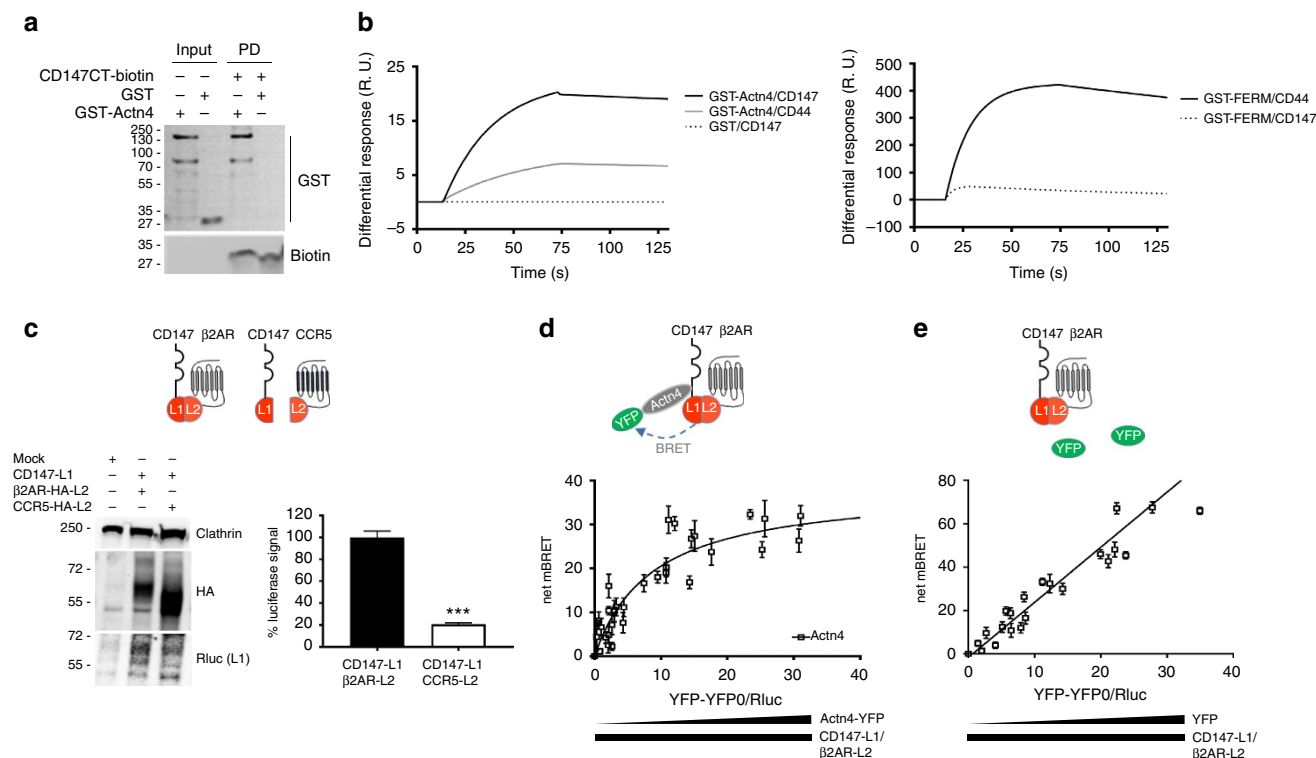 a
Input PD
CD147CT-biotin – – + +
GST – + – +
GST-Actn4 + – + –
250 -
130 -
100 -
70 -
55 -
35 -
27 -
GST
35 -
27 -
Biotin
b
Differential response (R. U.)
25
15
5
–5
0 25 50 75 100 125
Time (s)
GST-Actn4/CD147
GST-Actn4/CD44
GST/CD147
Differential response (R. U.)
500
400
300
200
100
0
–100
0 25 50 75 100 125
Time (s)
GST-FERM/CD44
GST-FERM/CD147
c
CD147 β2AR CD147 CCR5
L1 L2 L1 L2
Mock + – –
CD147-L1 – + +
β2AR-HA-L2 – + –
CCR5-HA-L2 – – +
250 - Clathrin
72 -
55 -
HA
72 -
55 -
Rluc (L1)
% luciferase signal
120
100
80
60
40
20
0
***
CD147-L1 CD147-L1
β2AR-L2 CCR5-L2
d
CD147 β2AR
YFP Actn4 L1 L2
BRET
net mBRET
40
30
20
10
0
0 10 20 30 40
Actn4
YFP-YFP0/Rluc
Actn4-YFP
CD147-L1/
β2AR-L2
e
CD147 β2AR
L1 L2
YFP YFP
net mBRET
80
60
40
20
0
0 10 20 30 40
YFP-YFP0/Rluc
YFP
CD147-L1/
β2AR-L2